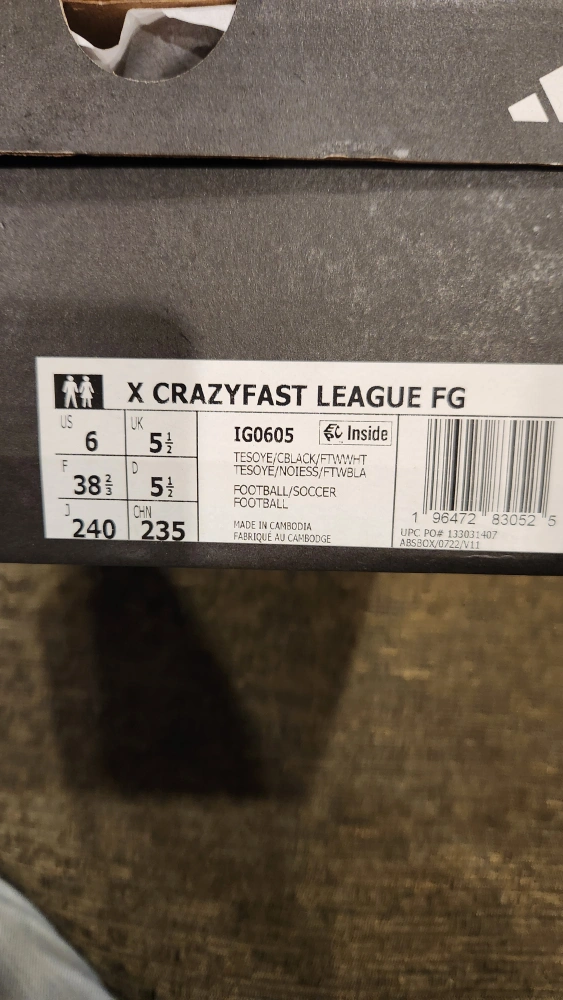 X CRAZYFAST LEAGUE FG
US 6 UK 5½
F 38⅔ D 5½
J 240 CHN 235
IG0605 Inside
TESOYE/CBLACK/FTWWHT
TESOYE/NOIESS/FTWBLA
FOOTBALL/SOCCER
FOOTBALL
MADE IN CAMBODIA
FABRIQUÉ AU CAMBODGE
1 96472 83052 5
UPC PO# 133031407
ABSBOX/0722/V11